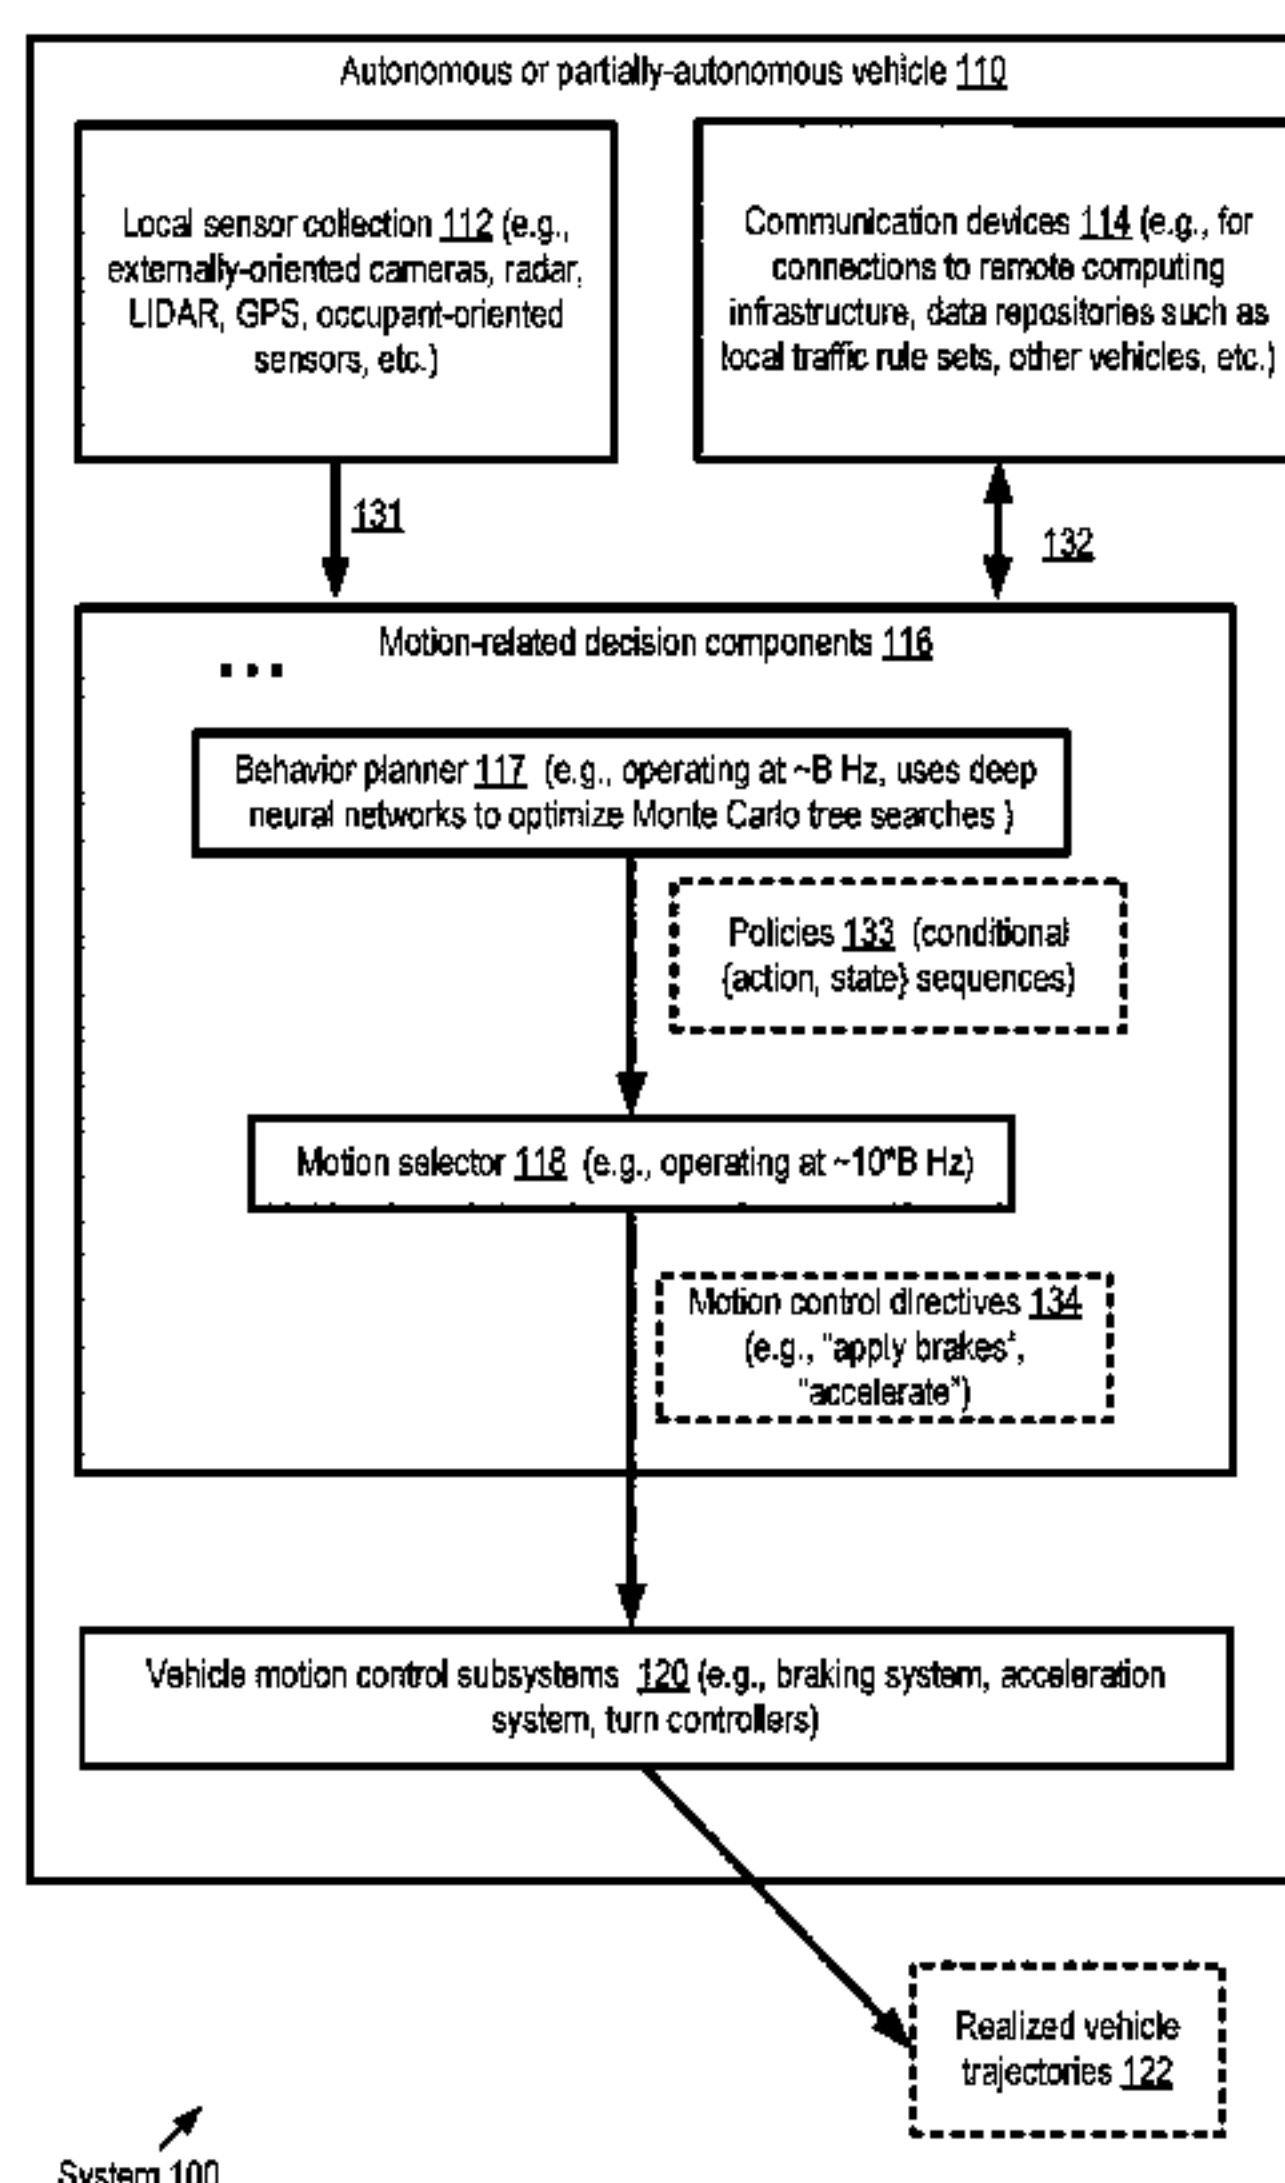 Autonomous or partially-autonomous vehicle 110
Local sensor collection 112 (e.g.,
externally-oriented cameras, radar,
LIDAR, GPS, occupant-oriented
sensors, etc.)
Communication devices 114 (e.g., for
connections to remote computing
infrastructure, data repositories such as
local traffic rule sets, other vehicles, etc.)
131
132
Motion-related decision components 116
...
Behavior planner 117 (e.g., operating at ~B Hz, uses deep
neural networks to optimize Monte Carlo tree searches )
Policies 133 (conditional
{action, state} sequences)
Motion selector 118 (e.g., operating at ~10*B Hz)
Motion control directives 134
(e.g., "apply brakes",
"accelerate")
Vehicle motion control subsystems 120 (e.g., braking system, acceleration
system, turn controllers)
Realized vehicle
trajectories 122
System 100